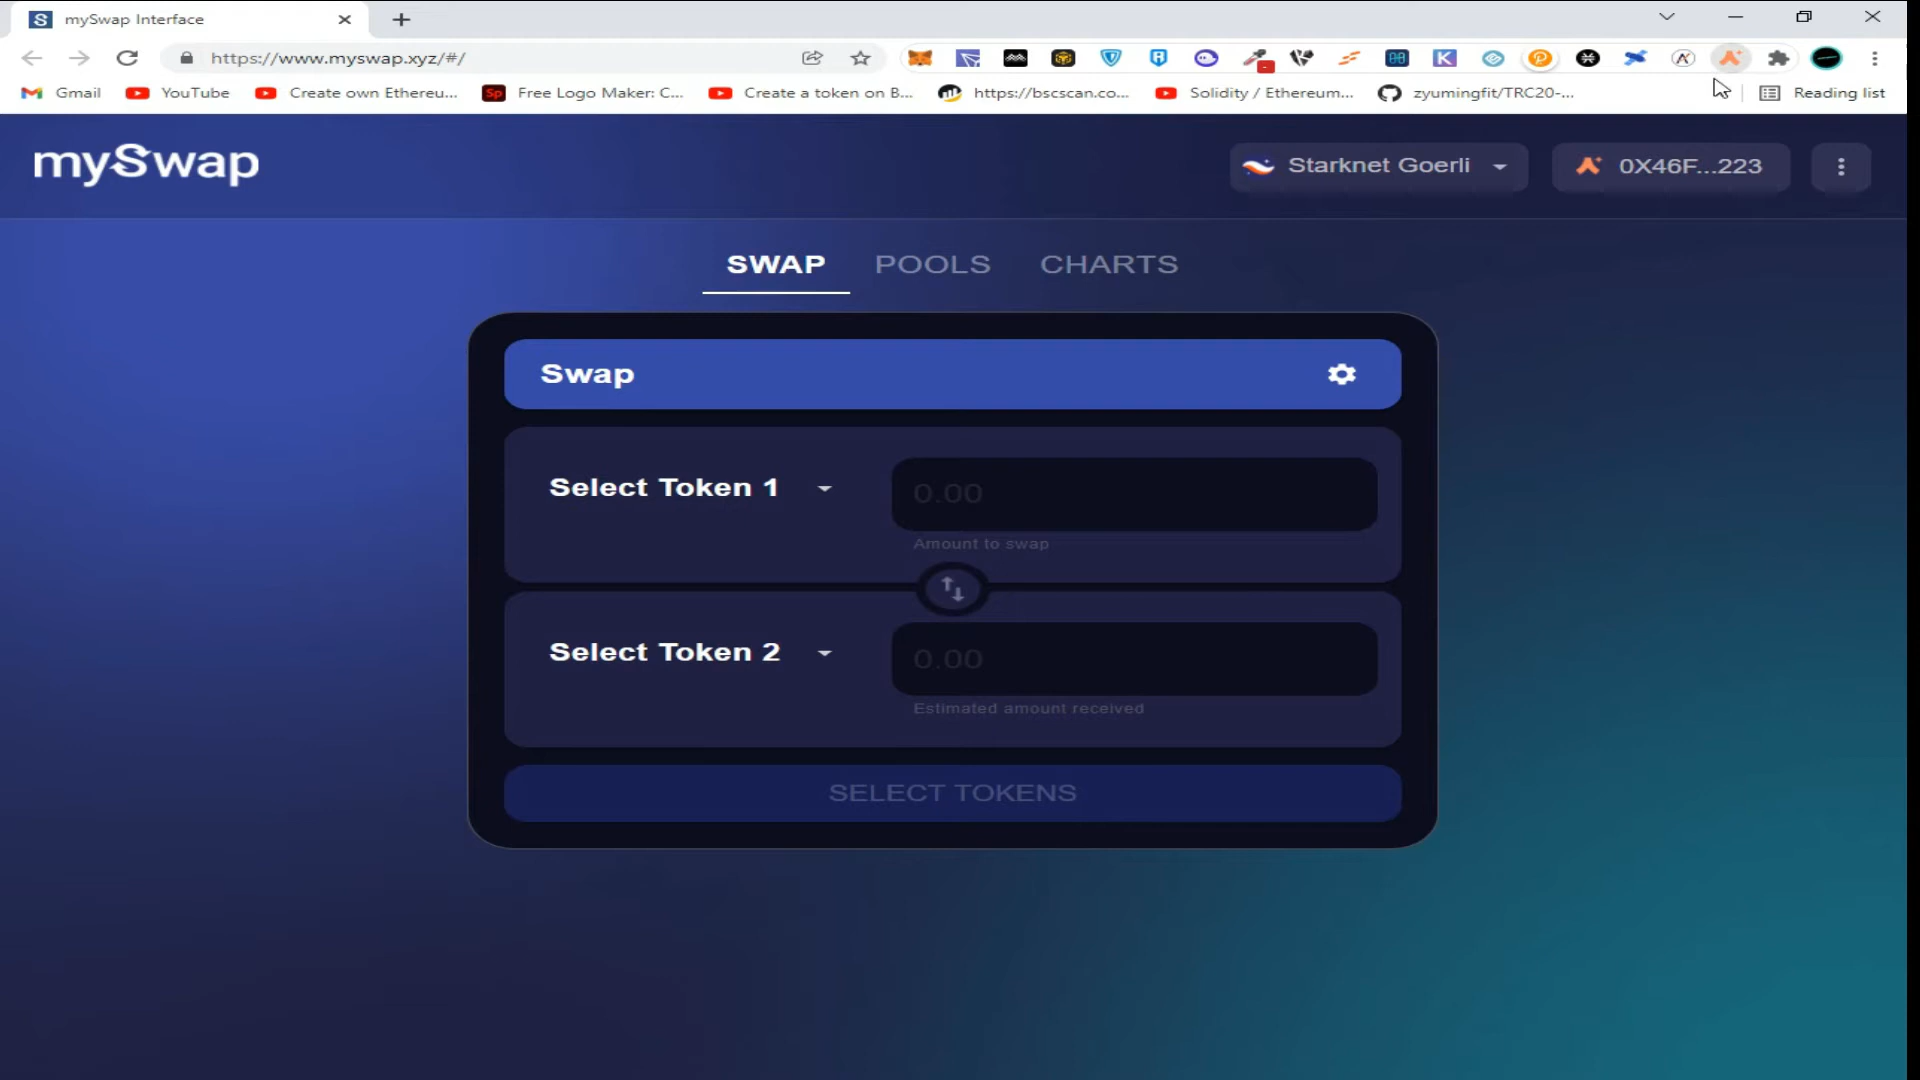 mySwap Interface
https://www.myswap.xyz/#/
Gmail YouTube Create own Ethereu... Sp Free Logo Maker: C... Create a token on B... https://bscscan.co... Solidity / Ethereum... zyumingfit/TRC20-... Reading list
mySwap
Starknet Goerli 0X46F...223
SWAP POOLS CHARTS
Swap
Select Token 1 0.00
Amount to swap
Select Token 2 0.00
Estimated amount received
SELECT TOKENS